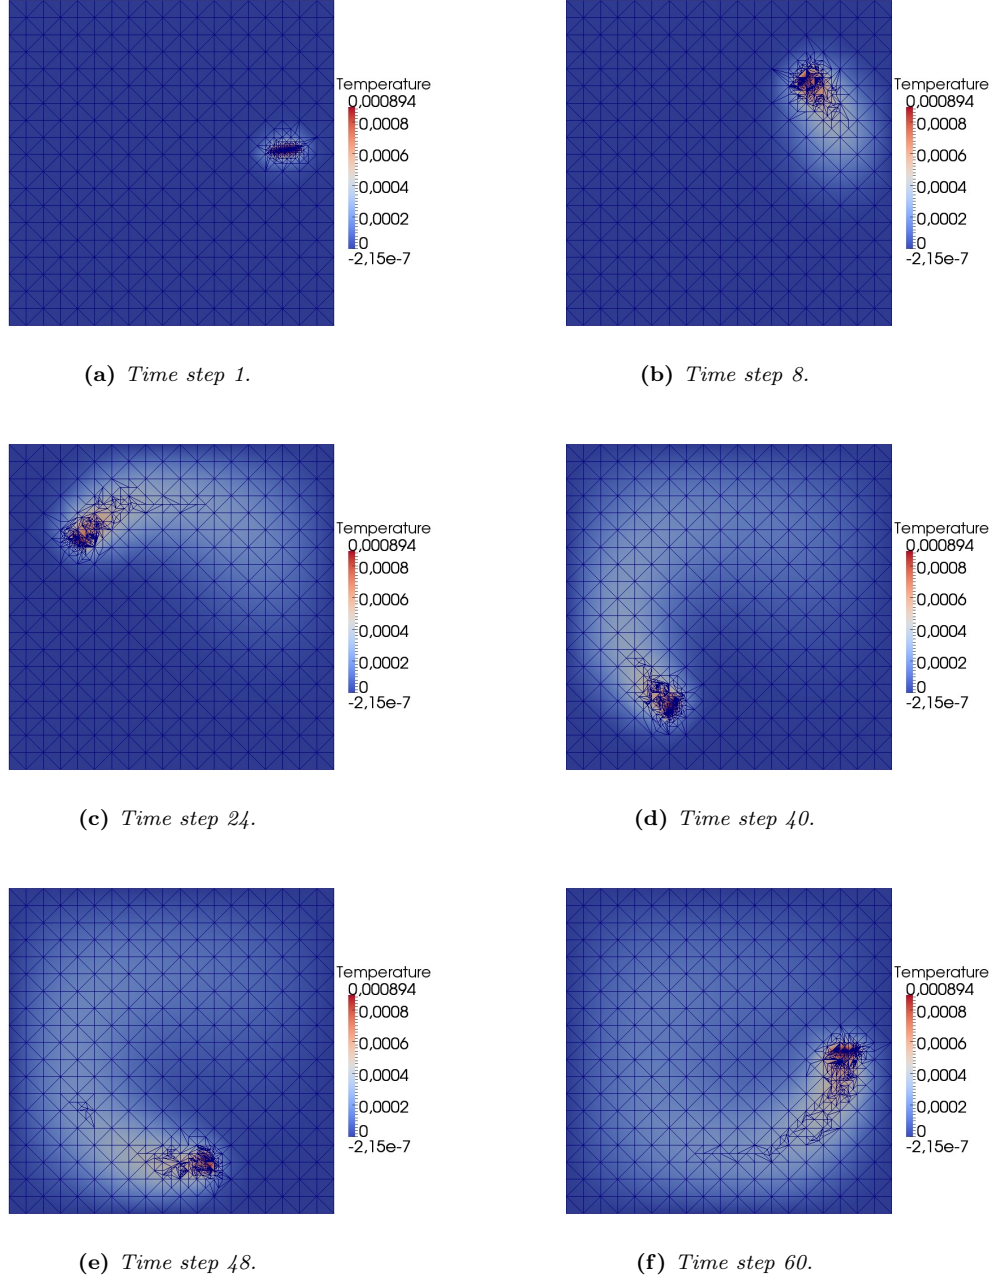 Temperature
0,000894
0,0008
0,0006
0,0004
0,0002
0
-2,15e-7
Temperature
0,000894
0,0008
0,0006
0,0004
0,0002
0
-2,15e-7
(a) Time step 1.
(b) Time step 8.
Temperature
0,000894
0,0008
0,0006
0,0004
0,0002
0
-2,15e-7
Temperature
0,000894
0,0008
0,0006
0,0004
0,0002
0
-2,15e-7
(c) Time step 24.
(d) Time step 40.
Temperature
0,000894
0,0008
0,0006
0,0004
0,0002
0
-2,15e-7
Temperature
0,000894
0,0008
0,0006
0,0004
0,0002
0
-2,15e-7
(e) Time step 48.
(f) Time step 60.